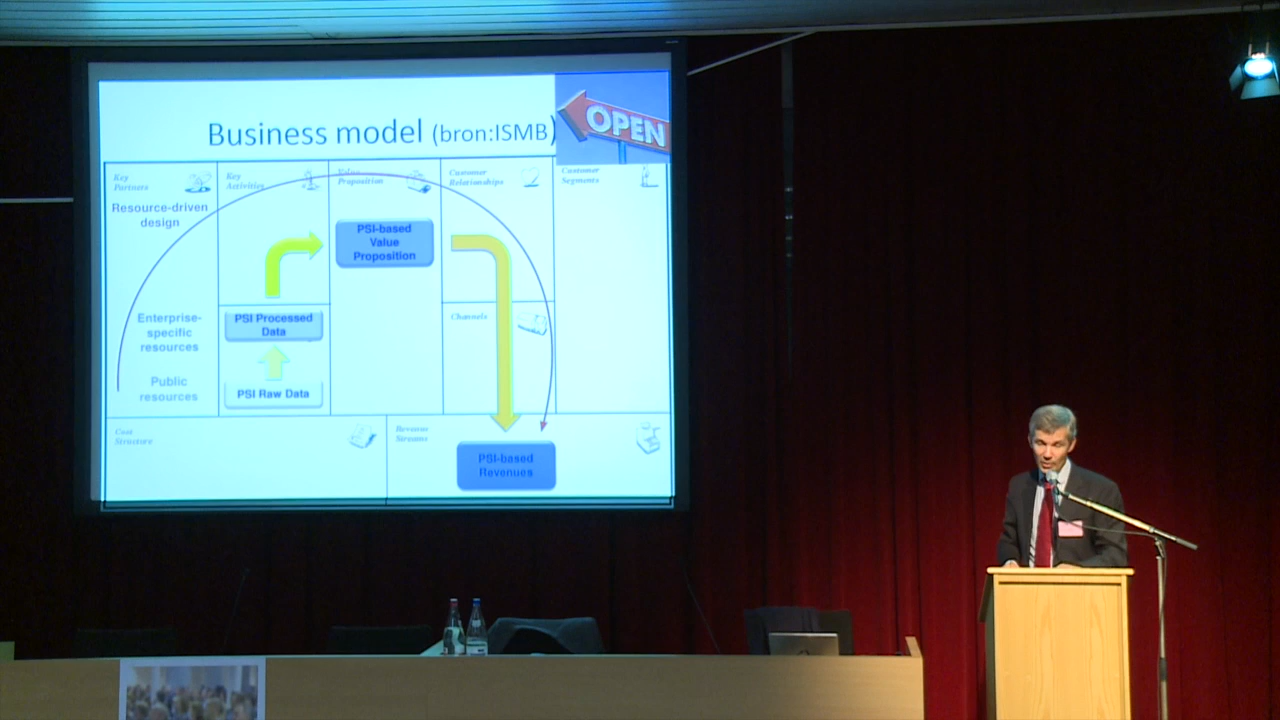 Business model (bron:ISMB)
OPEN
Key
Partners
Key
Activities
Value
Proposition
Customer
Relationships
Customer
Segments
Resource-driven
design
PSI-based
Value
Proposition
Enterprise-
specific
resources
PSI Processed
Data
Channels
Public
resources
PSI Raw Data
Cost
Structure
Revenue
Streams
PSI-based
Revenues